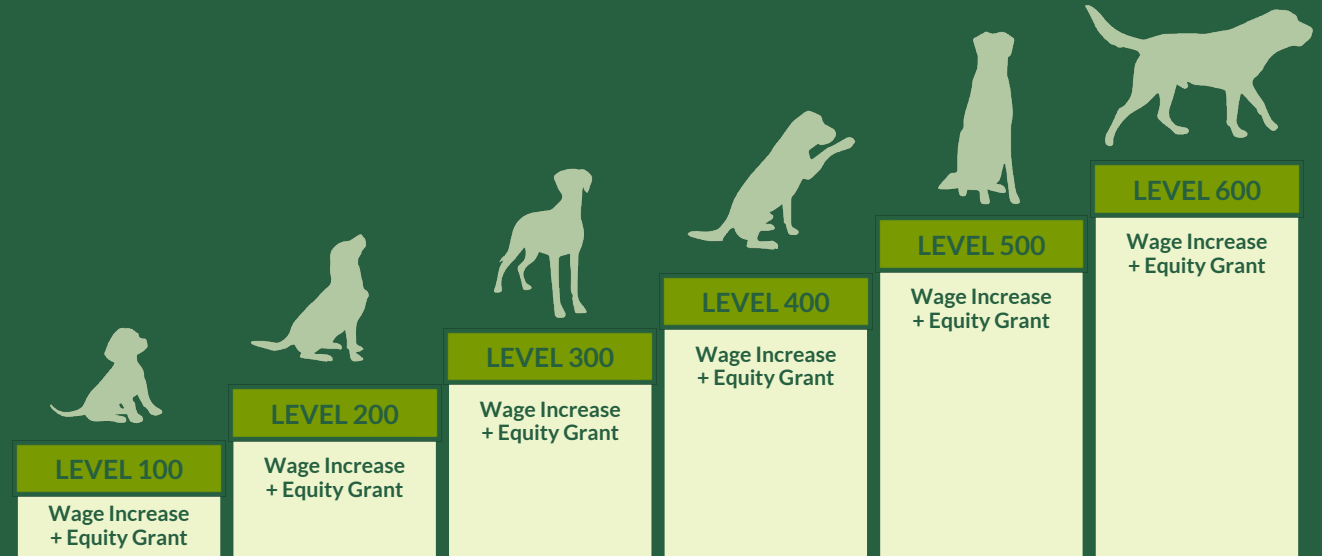 LEVEL 100
Wage Increase
+ Equity Grant
LEVEL 200
Wage Increase
+ Equity Grant
LEVEL 300
Wage Increase
+ Equity Grant
LEVEL 400
Wage Increase
+ Equity Grant
LEVEL 500
Wage Increase
+ Equity Grant
LEVEL 600
Wage Increase
+ Equity Grant